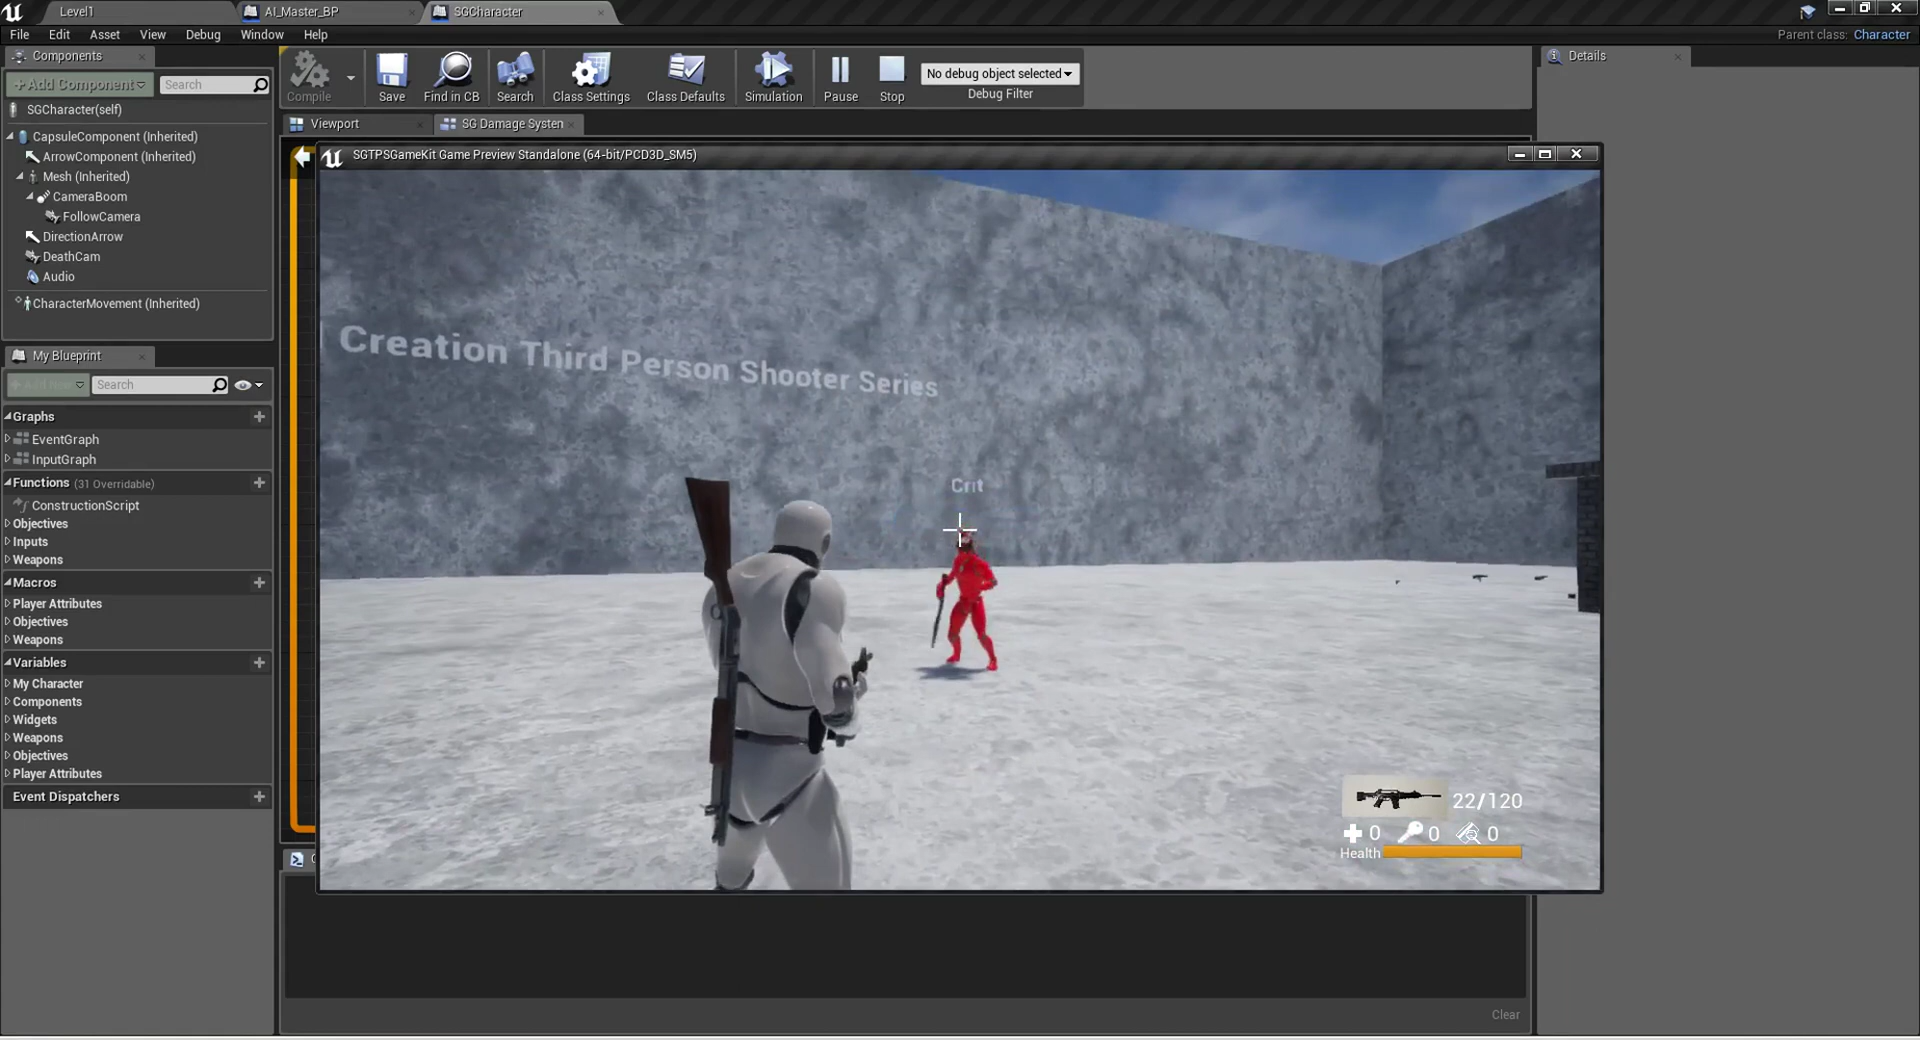 Level1
AI_Master_BP
SGCharacter
File Edit Asset View Debug Window Help
Parent class: Character
Components
+Add Component
Search
SGCharacter(self)
CapsuleComponent (Inherited)
ArrowComponent (Inherited)
Mesh (Inherited)
CameraBoom
FollowCamera
DirectionArrow
DeathCam
Audio
CharacterMovement (Inherited)
My Blueprint
Search
Graphs
EventGraph
InputGraph
Functions (31 Overridable)
ConstructionScript
Objectives
Inputs
Weapons
Macros
Player Attributes
Objectives
Weapons
Variables
My Character
Components
Widgets
Weapons
Objectives
Player Attributes
Event Dispatchers
Compile
Save
Find in CB
Search
Class Settings
Class Defaults
Simulation
Pause
Stop
No debug object selected
Debug Filter
Details
Viewport
SG Damage System
SGTPSGameKit Game Preview Standalone (64-bit/PCD3D_SM5)
Creation Third Person Shooter Series
Crit
22/120
0 0 0
Health
Clear